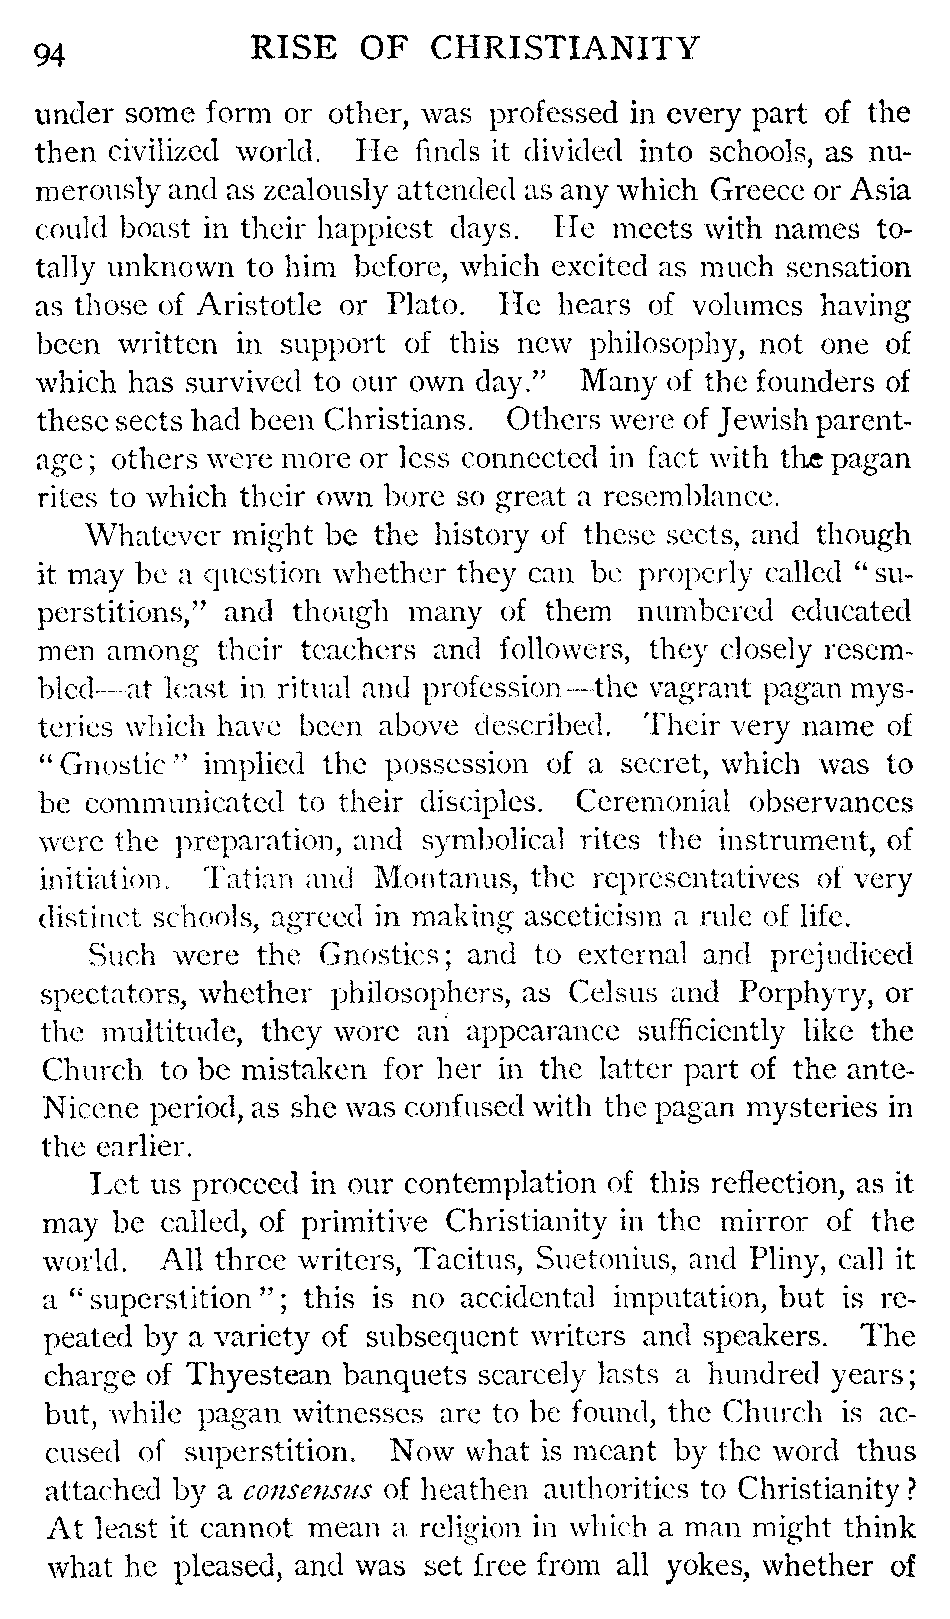 94 RISE OF CHRISTIANITY
under some form or other, was professed in every part of the
then civilized world. He finds it divided into schools, as nu-
merously and as zealously attended as any which Greece or Asia
could boast in their happiest days. He meets with names to-
tally unknown to him before, which excited as much sensation
as those of Aristotle or Plato. He hears of volumes having
been written in support of this new philosophy, not one of
which has survived to our own day.” Many of the founders of
these sects had been Christians. Others were of Jewish parent-
age; others were more or less connected in fact with the pagan
rites to which their own bore so great a resemblance.
Whatever might be the history of these sects, and though
it may be a question whether they can be properly called “su-
perstitions,” and though many of them numbered educated
men among their teachers and followers, they closely resem-
bled—at least in ritual and profession—the vagrant pagan mys-
teries which have been above described. Their very name of
“Gnostic” implied the possession of a secret, which was to
be communicated to their disciples. Ceremonial observances
were the preparation, and symbolical rites the instrument, of
initiation. Tatian and Montanus, the representatives of very
distinct schools, agreed in making asceticism a rule of life.
Such were the Gnostics; and to external and prejudiced
spectators, whether philosophers, as Celsus and Porphyry, or
the multitude, they wore an appearance sufficiently like the
Church to be mistaken for her in the latter part of the ante-
Nicene period, as she was confused with the pagan mysteries in
the earlier.
Let us proceed in our contemplation of this reflection, as it
may be called, of primitive Christianity in the mirror of the
world. All three writers, Tacitus, Suetonius, and Pliny, call it
a “superstition”; this is no accidental imputation, but is re-
peated by a variety of subsequent writers and speakers. The
charge of Thyestean banquets scarcely lasts a hundred years;
but, while pagan witnesses are to be found, the Church is ac-
cused of superstition. Now what is meant by the word thus
attached by a consensus of heathen authorities to Christianity?
At least it cannot mean a religion in which a man might think
what he pleased, and was set free from all yokes, whether of